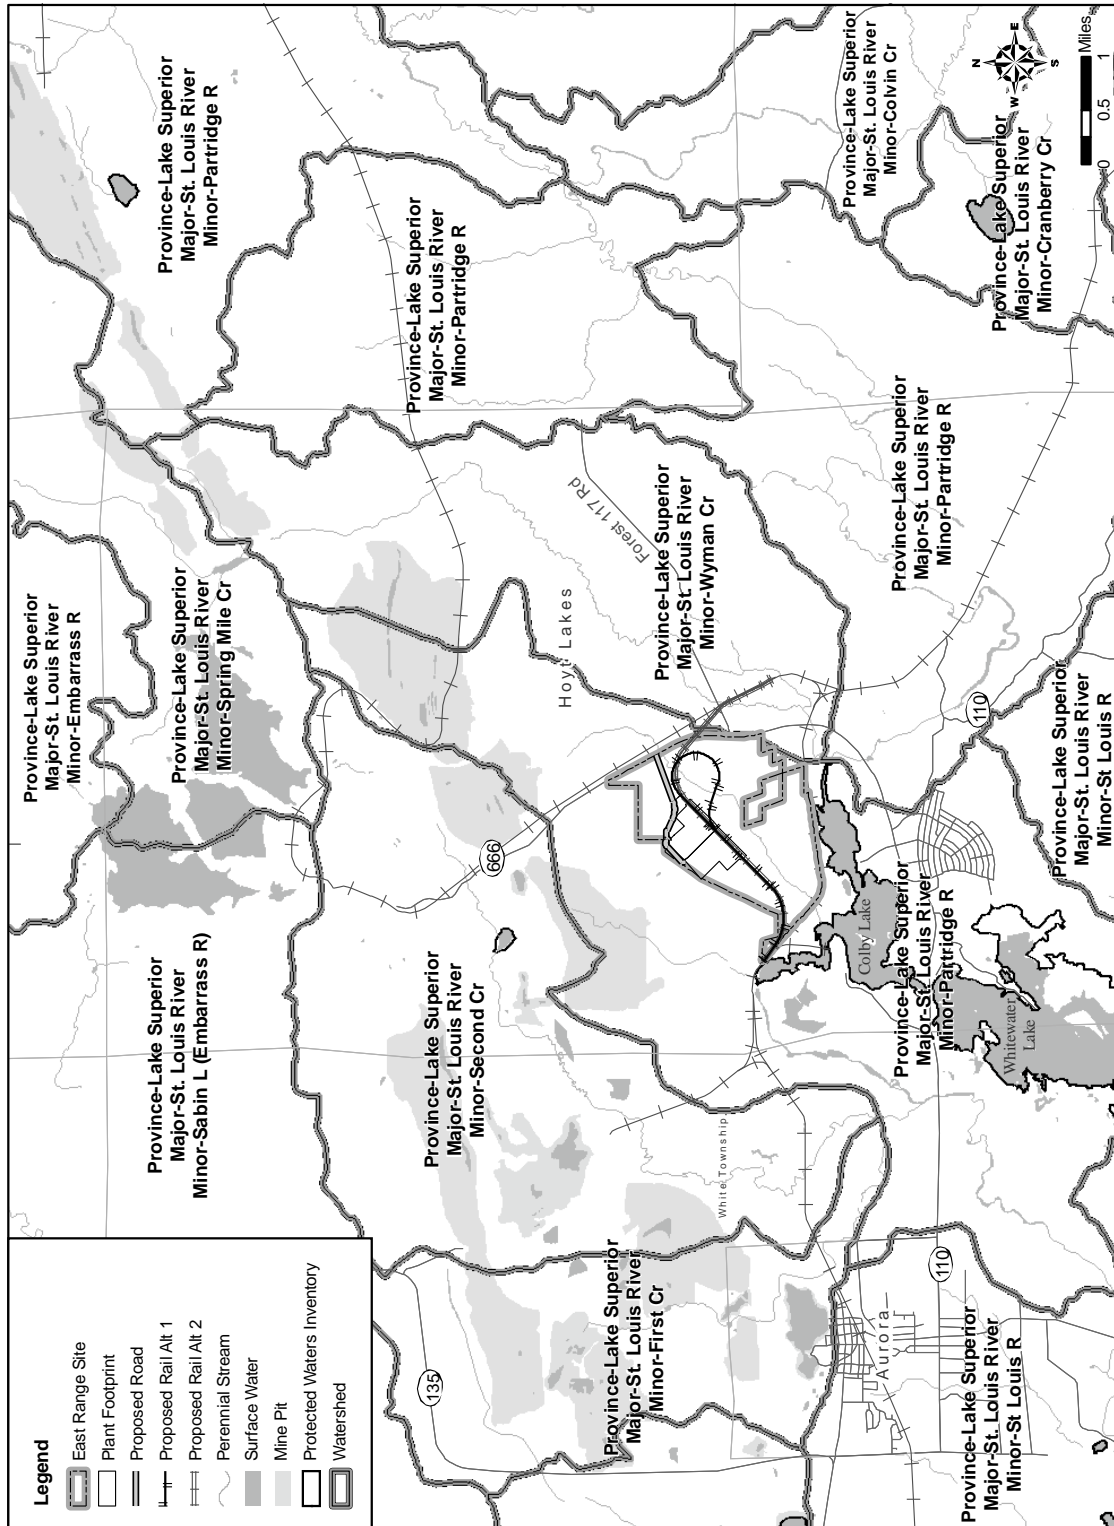 Legend
East Range Site
Plant Footprint
Proposed Road
Proposed Rail Alt 1
Proposed Rail Alt 2
Perennial Stream
Surface Water
Mine Pit
Protected Waters Inventory
Watershed
Province-Lake Superior
Major-St. Louis River
Minor-Sabin L (Embarrass R)
Province-Lake Superior
Major-St. Louis River
Minor-Embarrass R
Province-Lake Superior
Major-St. Louis River
Minor-Spring Mile Cr
Province-Lake Superior
Major-St. Louis River
Minor-Partridge R
Province-Lake Superior
Major-St. Louis River
Minor-Second Cr
666
Hoyt Lakes
Forest 117 Rd
Province-Lake Superior
Major-St. Louis River
Minor-Partridge R
135
Province-Lake Superior
Major-St. Louis River
Minor-First Cr
White Township
Province-Lake Superior
Major-St. Louis River
Minor-Wyman Cr
Province-Lake Superior
Major-St. Louis River
Minor-Colvin Cr
Aurora
Colby Lake
Province-Lake Superior
Major-St. Louis River
Minor-Partridge R
Province-Lake Superior
Major-St. Louis River
Minor-Partridge R
110
110
Province-Lake Superior
Major-St. Louis River
Minor-St Louis R
Whitewater
Lake
Province-Lake Superior
Major-St. Louis River
Minor-St Louis R
Province-Lake Superior
Major-St. Louis River
Minor-Cranberry Cr
N
E
S
W
0 0.5 1
Miles